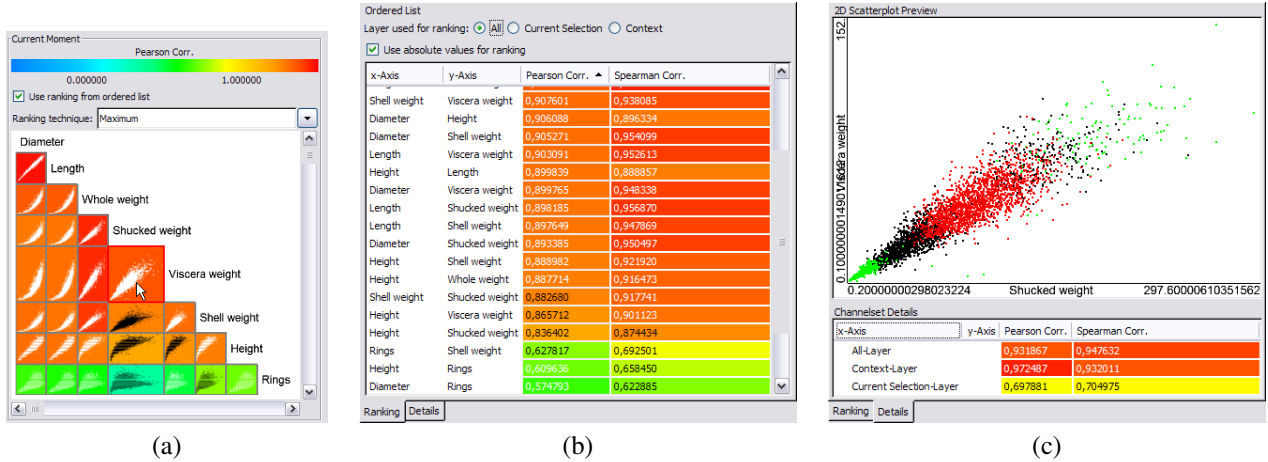 Current Moment
Pearson Corr.
0.000000 1.000000
Use ranking from ordered list
Ranking technique: Maximum
Diameter
Length
Whole weight
Shucked weight
Viscera weight
Shell weight
Height
Rings
(a)
Ordered List
Layer used for ranking: All Current Selection Context
Use absolute values for ranking
x-Axis y-Axis Pearson Corr. Spearman Corr.
Shell weight Viscera weight 0,907601 0,938085
Diameter Height 0,906088 0,896334
Diameter Shell weight 0,905271 0,954099
Length Viscera weight 0,903091 0,952613
Height Length 0,899839 0,888857
Diameter Viscera weight 0,899765 0,948338
Length Shucked weight 0,898185 0,956870
Length Shell weight 0,897649 0,947869
Diameter Shucked weight 0,893385 0,950497
Height Shell weight 0,888982 0,921920
Height Whole weight 0,887714 0,916473
Shell weight Shucked weight 0,882680 0,917741
Height Viscera weight 0,865712 0,901123
Height Shucked weight 0,836402 0,874434
Rings Shell weight 0,627817 0,692501
Height Rings 0,609636 0,658450
Diameter Rings 0,574793 0,622885
Ranking Details
(b)
2D Scatterplot Preview
152.
Viscera weight
0.20000000298023224 Shucked weight 297.600006103515​62
Channelset Details
x-Axis y-Axis Pearson Corr. Spearman Corr.
All-Layer 0,931867 0,947632
Context-Layer 0,972487 0,932011
Current Selection-Layer 0,697881 0,704975
Ranking Details
(c)